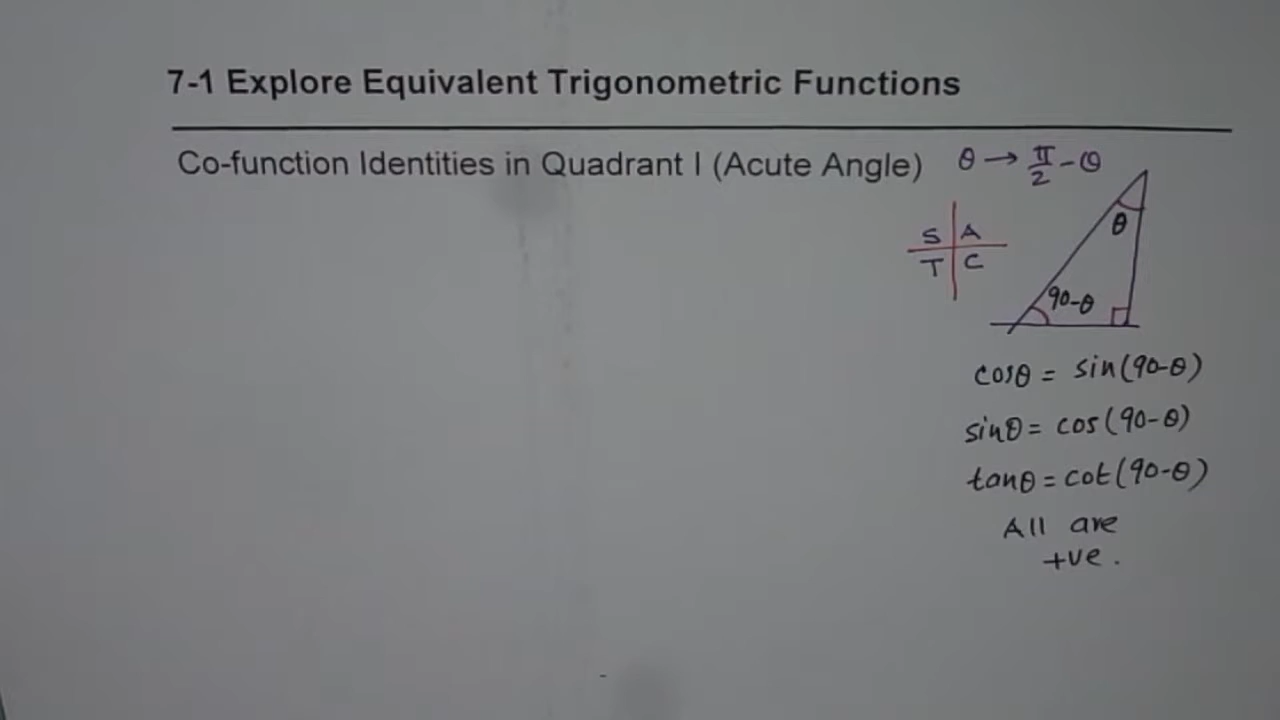 7-1 Explore Equivalent Trigonometric Functions
Co-function Identities in Quadrant I (Acute Angle) θ → π/2 - θ
S A
T C
θ
90-θ
cosθ = sin(90-θ)
sinθ = cos(90-θ)
tanθ = cot(90-θ)
All are
+ve.